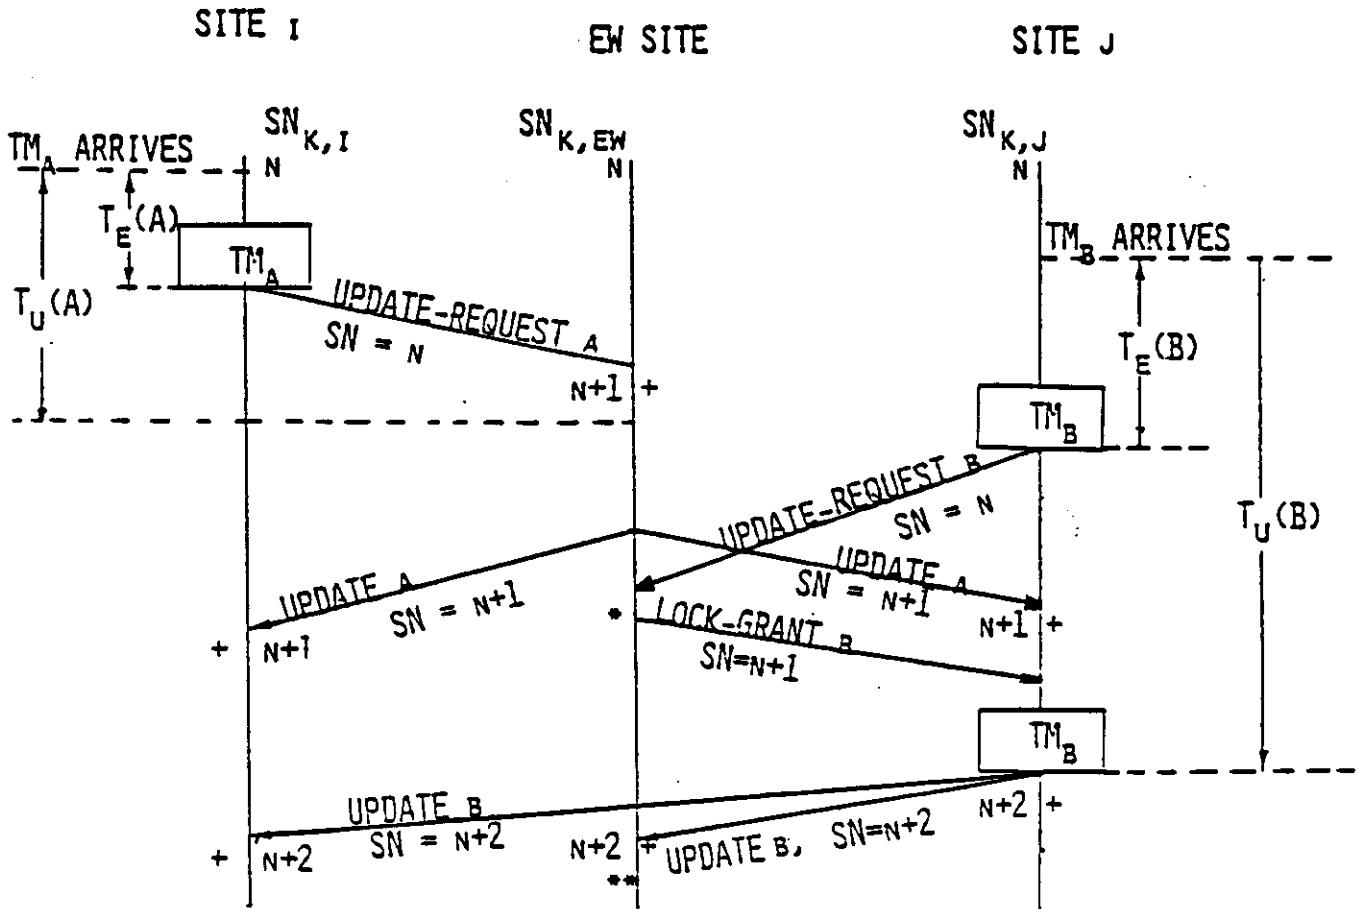 SITE I EW SITE SITE J
SN K,I SN K,EW SN K,J
TM A ARRIVES N N N
T E (A)
TM B ARRIVES
TM A
T U (A)
UPDATE-REQUEST A
SN = N
T E (B)
N+1 +
TM B
UPDATE-REQUEST B
SN = N
T U (B)
UPDATE A
SN = N+1
UPDATE A
SN = N+1
+ N+1
N+1 +
* LOCK-GRANT B
SN=N+1
TM B
UPDATE B
SN = N+2
N+2 +
+ N+2
N+2 +
UPDATE B, SN=N+2
**